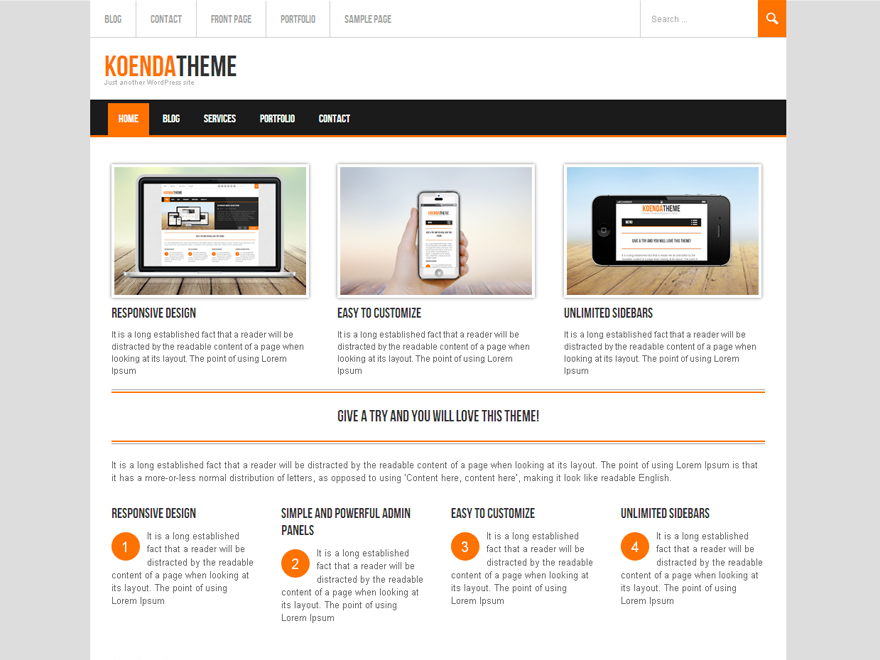 BLOG CONTACT FRONT PAGE PORTFOLIO SAMPLE PAGE Search ...
KOENDATHEME
Just another WordPress site
HOME BLOG SERVICES PORTFOLIO CONTACT
KOENDATHEME
KOENDATHEME
MENU
GIVE A TRY AND YOU WILL LOVE THIS THEME!
RESPONSIVE DESIGN
It is a long established fact that a reader will be
distracted by the readable content of a page when
looking at its layout. The point of using Lorem
Ipsum
EASY TO CUSTOMIZE
It is a long established fact that a reader will be
distracted by the readable content of a page when
looking at its layout. The point of using Lorem
Ipsum
UNLIMITED SIDEBARS
It is a long established fact that a reader will be
distracted by the readable content of a page when
looking at its layout. The point of using Lorem
Ipsum
GIVE A TRY AND YOU WILL LOVE THIS THEME!
It is a long established fact that a reader will be distracted by the readable content of a page when looking at its layout. The point of using Lorem Ipsum is that
it has a more-or-less normal distribution of letters, as opposed to using 'Content here, content here', making it look like readable English.
RESPONSIVE DESIGN
1 It is a long established
fact that a reader will be
distracted by the readable
content of a page when looking at
its layout. The point of using
Lorem Ipsum
SIMPLE AND POWERFUL ADMIN
PANELS
2 It is a long established
fact that a reader will be
distracted by the readable
content of a page when looking at
its layout. The point of using
Lorem Ipsum
EASY TO CUSTOMIZE
3 It is a long established
fact that a reader will be
distracted by the readable
content of a page when looking at
its layout. The point of using
Lorem Ipsum
UNLIMITED SIDEBARS
4 It is a long established
fact that a reader will be
distracted by the readable
content of a page when looking at
its layout. The point of using
Lorem Ipsum